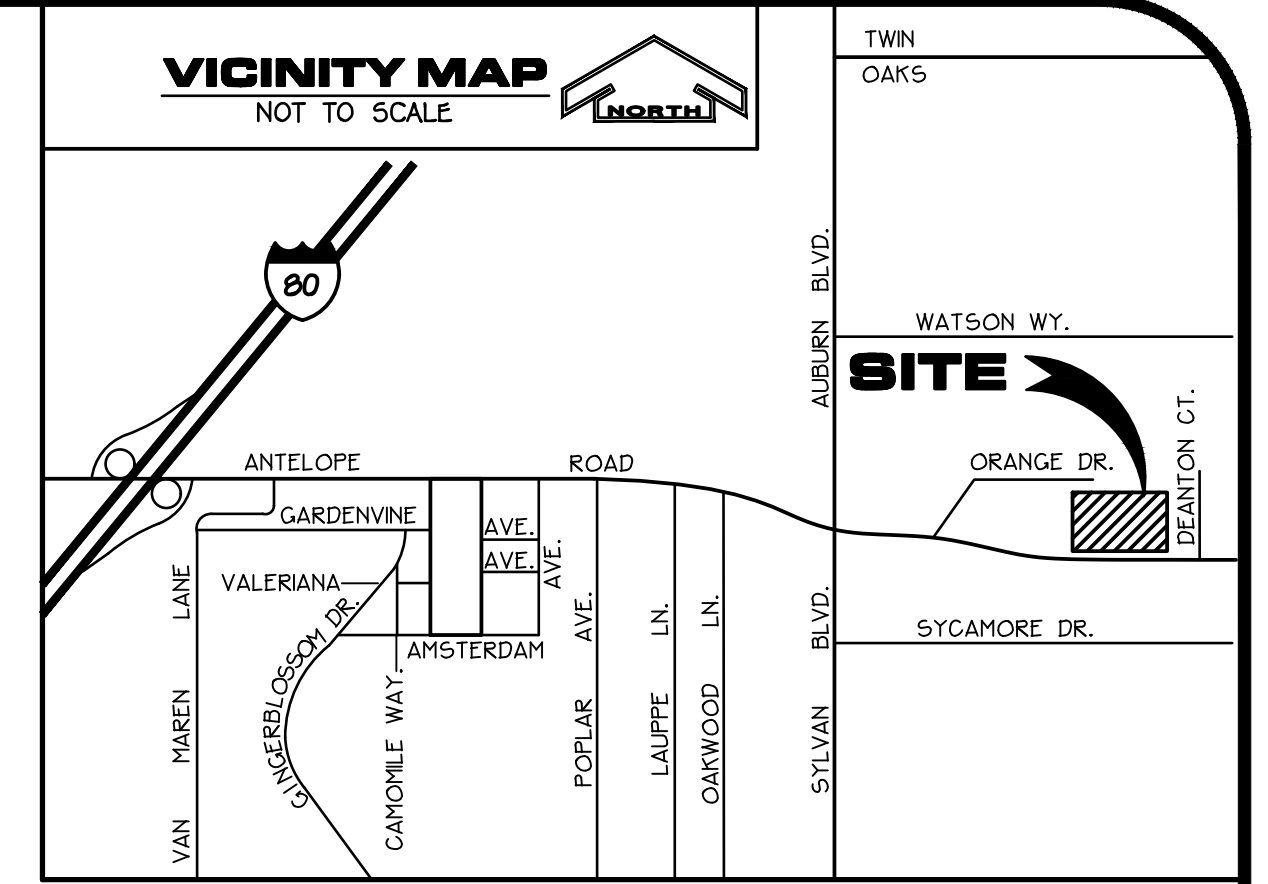 VICINITY MAP
NOT TO SCALE
NORTH
TWIN
OAKS
80
AUBURN BLVD.
WATSON WY.
SITE
ORANGE DR.
DEANTON CT.
ANTELOPE ROAD
GARDENVINE
AVE.
AVE.
AVE.
VALERIANA
GINGERBLOSSOM DR.
AMSTERDAM
CAMOMILE WAY.
VAN MAREN LANE
POPLAR AVE.
LAUPPE LN.
OAKWOOD LN.
SYLVAN BLVD.
SYCAMORE DR.